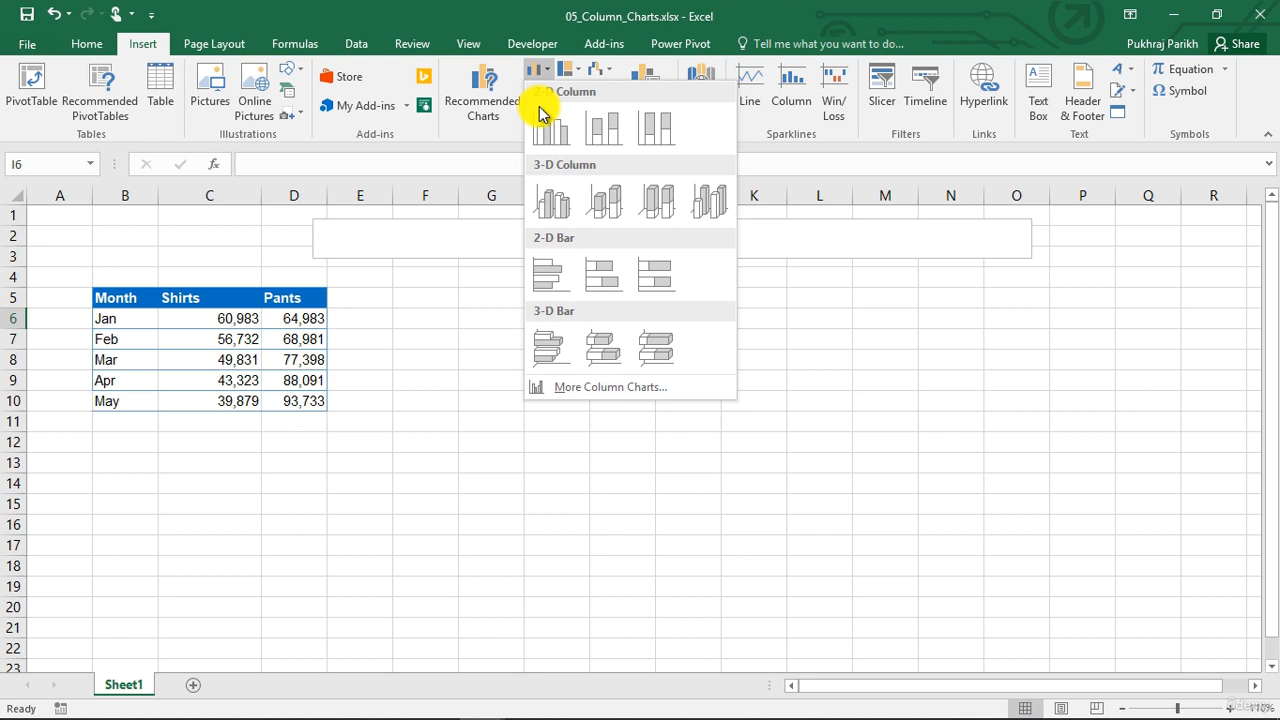 05_Column_Charts.xlsx - Excel
File Home Insert Page Layout Formulas Data Review View Developer Add-ins Power Pivot Tell me what you want to do... Pukhraj Parikh Share
PivotTable
Recommended PivotTables
Table
Tables
Pictures
Online Pictures
Illustrations
Store
My Add-ins
Add-ins
Recommended Charts
Line
Column
Win/ Loss
Sparklines
Slicer
Timeline
Filters
Hyperlink
Links
Text Box
Header & Footer
Text
Equation
Symbol
Symbols
I6
fx
2-D Column
3-D Column
2-D Bar
3-D Bar
More Column Charts...
A B C D E F G K L M N O P Q R
1
2
3
4
5 Month Shirts Pants
6 Jan 60,983 64,983
7 Feb 56,732 68,981
8 Mar 49,831 77,398
9 Apr 43,323 88,091
10 May 39,879 93,733
11
12
13
14
15
16
17
18
19
20
21
22
23
Sheet1
Ready
110%